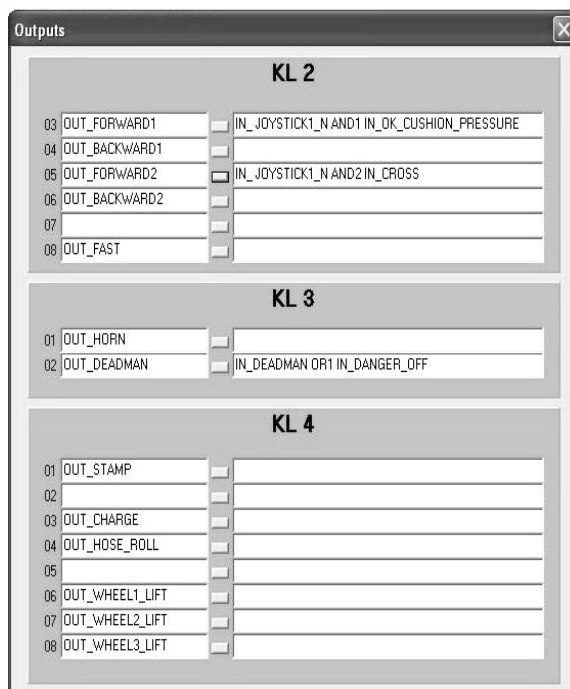 Outputs
KL 2
03 OUT_FORWARD1 IN_JOYSTICK1_N AND1 IN_OK_CUSHION_PRESSURE
04 OUT_BACKWARD1
05 OUT_FORWARD2 IN_JOYSTICK1_N AND2 IN_CROSS
06 OUT_BACKWARD2
07
08 OUT_FAST
KL 3
01 OUT_HORN
02 OUT_DEADMAN IN_DEADMAN OR1 IN_DANGER_OFF
KL 4
01 OUT_STAMP
02
03 OUT_CHARGE
04 OUT_HOSE_ROLL
05
06 OUT_WHEEL1_LIFT
07 OUT_WHEEL2_LIFT
08 OUT_WHEEL3_LIFT